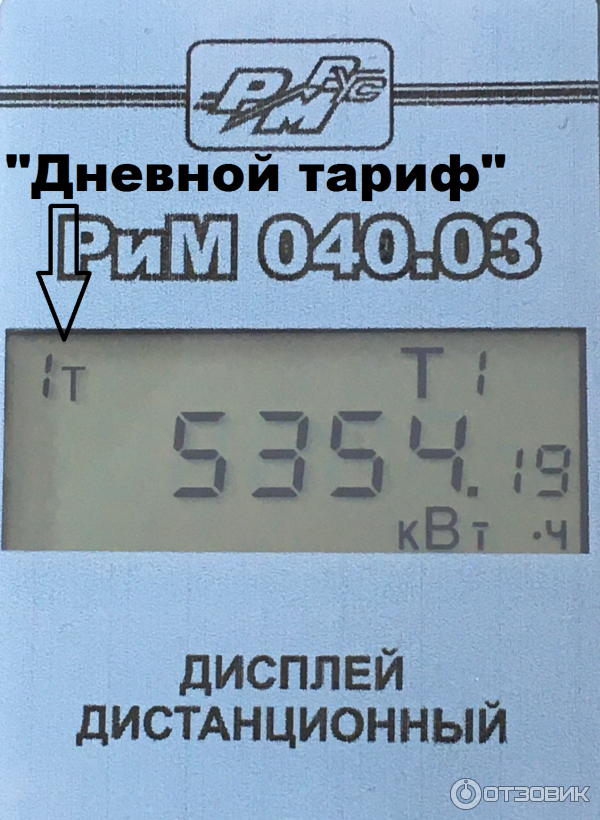 РиМ РУС
"Дневной тариф"
РиМ 040.03
1т Т1
5354.19
кВт·ч
ДИСПЛЕЙ
ДИСТАНЦИОННЫЙ
ОТЗОВИК